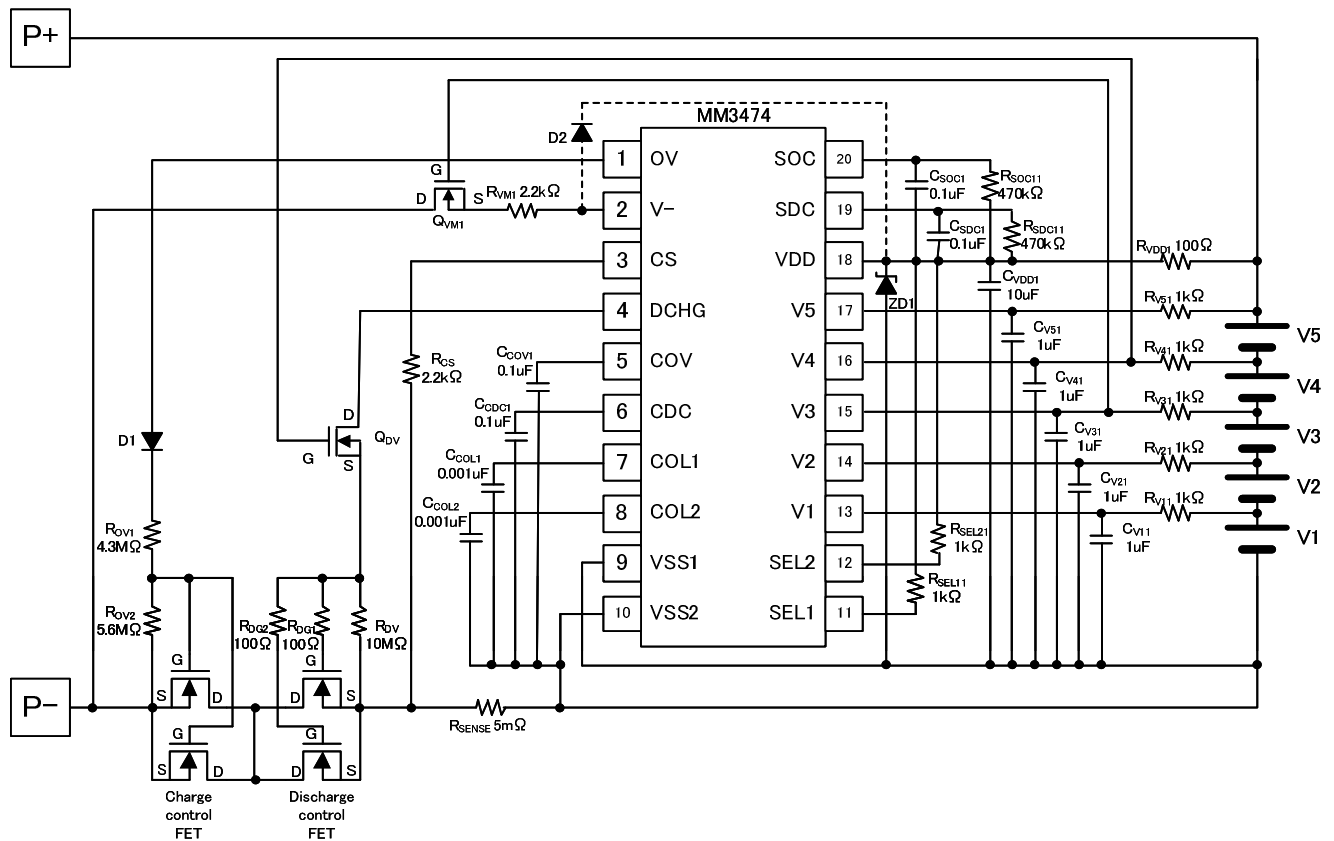 P+
MM3474
D2
1 OV
2 V-
3 CS
4 DCHG
5 COV
6 CDC
7 COL1
8 COL2
9 VSS1
10 VSS2
SOC 20
SDC 19
VDD 18
V5 17
V4 16
V3 15
V2 14
V1 13
SEL2 12
SEL1 11
G
D
S
QVM1
RVM1 2.2kΩ
CSOC1
0.1uF
RSOC11
470kΩ
CSDC1
0.1uF
RSDC11
470kΩ
CVDD1
10uF
ZD1
RVDD1 100Ω
RV51 1kΩ
CV51
1uF
RV41 1kΩ
CV41
1uF
RV31 1kΩ
CV31
1uF
RV21 1kΩ
CV21
1uF
RV11 1kΩ
CV11
1uF
V5
V4
V3
V2
V1
RSEL21
1kΩ
RSEL11
1kΩ
RCS
2.2kΩ
CCOV1
0.1uF
CCDC1
0.1uF
CCOL1
0.001uF
CCOL2
0.001uF
D1
D
QDV
G
S
ROV1
4.3MΩ
ROV2
5.6MΩ
RDG2
100Ω
RDG1
100Ω
RDV
10MΩ
G
S
D
G
D
S
P-
RSENSE 5mΩ
G
S
D
G
D
S
Charge
control
FET
Discharge
control
FET